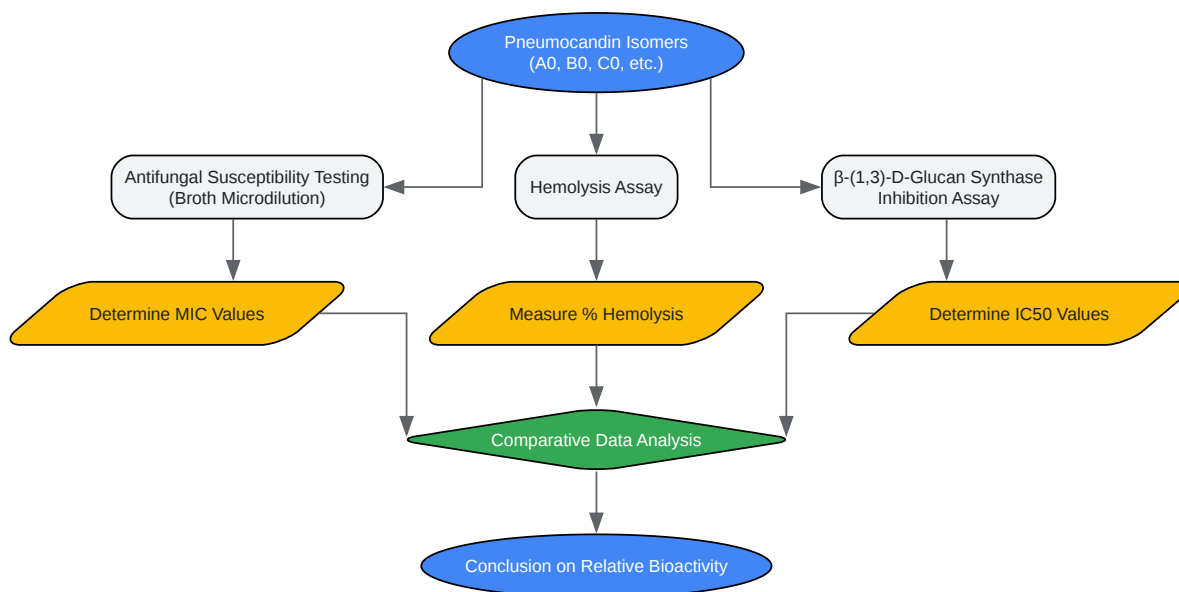 Pneumocandin Isomers
(A0, B0, C0, etc.)
Antifungal Susceptibility Testing
(Broth Microdilution)
Hemolysis Assay
β-(1,3)-D-Glucan Synthase
Inhibition Assay
Determine MIC Values
Measure % Hemolysis
Determine IC50 Values
Comparative Data Analysis
Conclusion on Relative Bioactivity